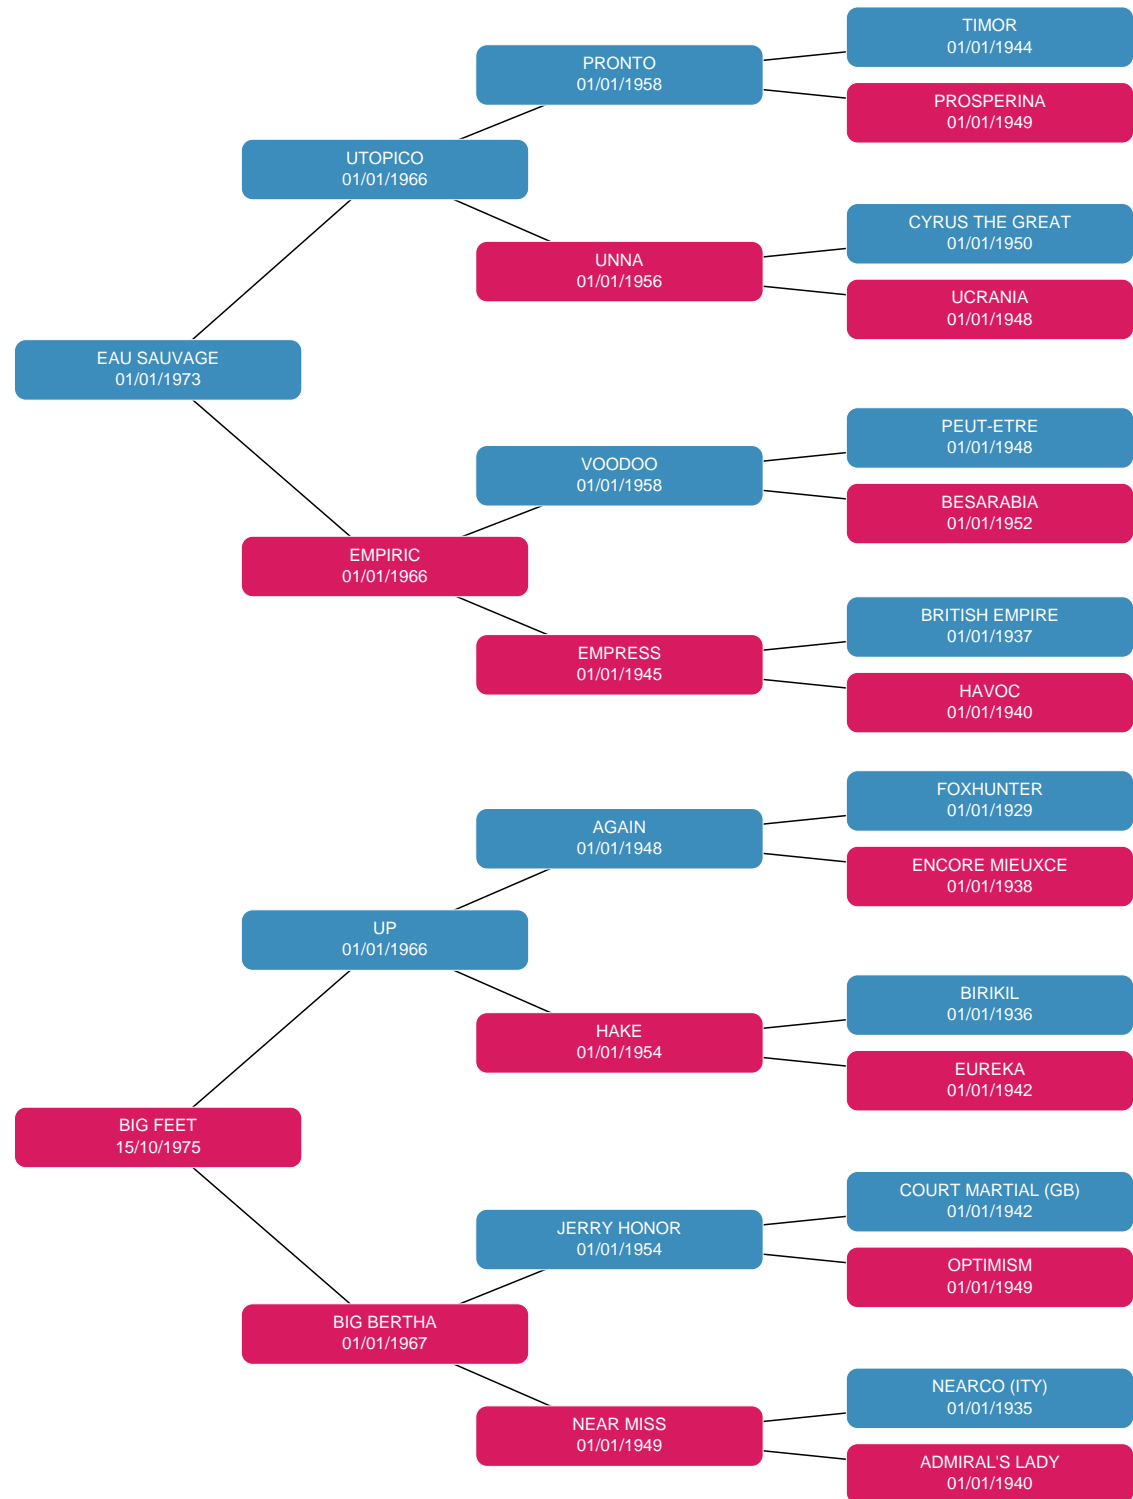 TIMOR
01/01/1944
PRONTO
01/01/1958
PROSPERINA
01/01/1949
UTOPICO
01/01/1966
CYRUS THE GREAT
01/01/1950
UNNA
01/01/1956
UCRANIA
01/01/1948
EAU SAUVAGE
01/01/1973
PEUT-ETRE
01/01/1948
VOODOO
01/01/1958
BESARABIA
01/01/1952
EMPIRIC
01/01/1966
BRITISH EMPIRE
01/01/1937
EMPRESS
01/01/1945
HAVOC
01/01/1940
FOXHUNTER
01/01/1929
AGAIN
01/01/1948
ENCORE MIEUXCE
01/01/1938
UP
01/01/1966
BIRIKIL
01/01/1936
HAKE
01/01/1954
EUREKA
01/01/1942
BIG FEET
15/10/1975
COURT MARTIAL (GB)
01/01/1942
JERRY HONOR
01/01/1954
OPTIMISM
01/01/1949
BIG BERTHA
01/01/1967
NEARCO (ITY)
01/01/1935
NEAR MISS
01/01/1949
ADMIRAL'S LADY
01/01/1940